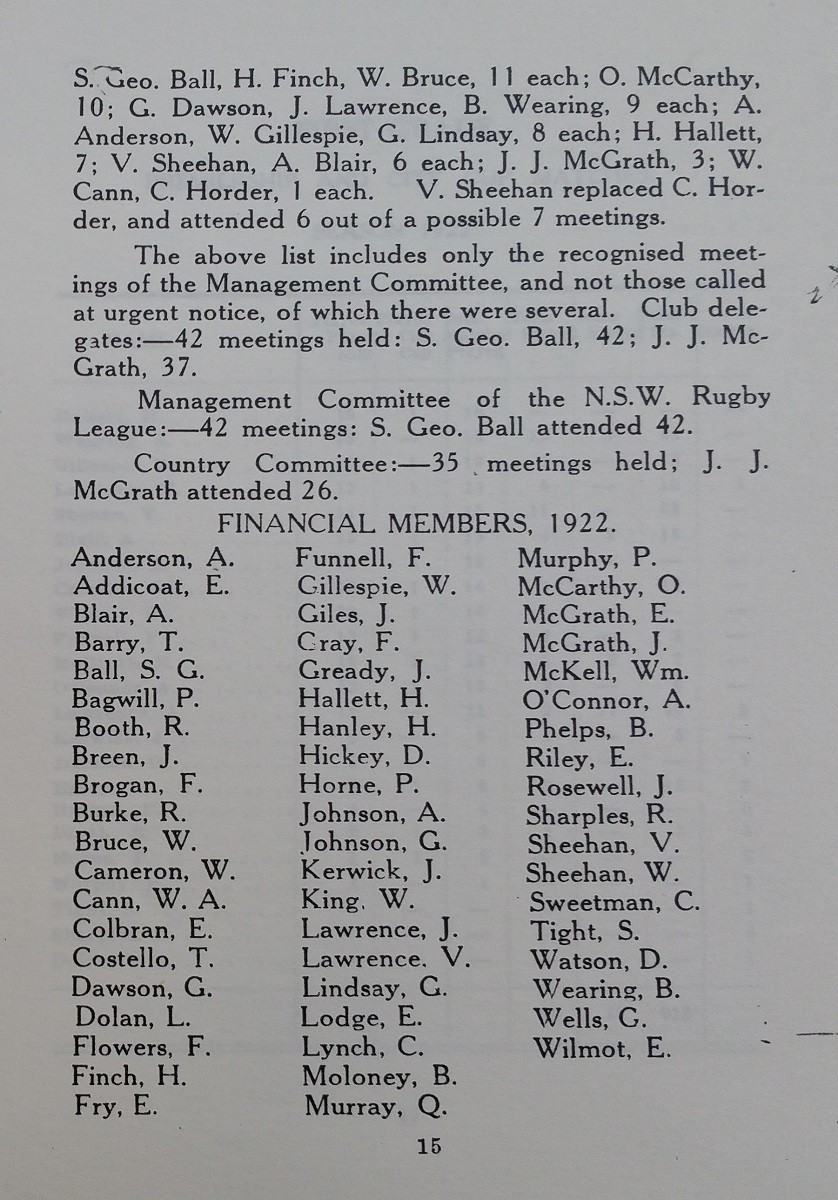 S. Geo. Ball, H. Finch, W. Bruce, 11 each; O. McCarthy,
10; G. Dawson, J. Lawrence, B. Wearing, 9 each; A.
Anderson, W. Gillespie, G. Lindsay, 8 each; H. Hallett,
7; V. Sheehan, A. Blair, 6 each; J. J. McGrath, 3; W.
Cann, C. Horder, 1 each. V. Sheehan replaced C. Hor-
der, and attended 6 out of a possible 7 meetings.
The above list includes only the recognised meet-
ings of the Management Committee, and not those called
at urgent notice, of which there were several. Club dele-
gates:—42 meetings held: S. Geo. Ball, 42; J. J. Mc-
Grath, 37.
Management Committee of the N.S.W. Rugby
League:—42 meetings: S. Geo. Ball attended 42.
Country Committee:—35 meetings held; J. J.
McGrath attended 26.
FINANCIAL MEMBERS, 1922.
Anderson, A.
Addicoat, E.
Blair, A.
Barry, T.
Ball, S. G.
Bagwill, P.
Booth, R.
Breen, J.
Brogan, F.
Burke, R.
Bruce, W.
Cameron, W.
Cann, W. A.
Colbran, E.
Costello, T.
Dawson, G.
Dolan, L.
Flowers, F.
Finch, H.
Fry, E.
Funnell, F.
Gillespie, W.
Giles, J.
Gray, F.
Gready, J.
Hallett, H.
Hanley, H.
Hickey, D.
Horne, P.
Johnson, A.
Johnson, G.
Kerwick, J.
King, W.
Lawrence, J.
Lawrence. V.
Lindsay, G.
Lodge, E.
Lynch, C.
Moloney, B.
Murray, Q.
Murphy, P.
McCarthy, O.
McGrath, E.
McGrath, J.
McKell, Wm.
O'Connor, A.
Phelps, B.
Riley, E.
Rosewell, J.
Sharples, R.
Sheehan, V.
Sheehan, W.
Sweetman, C.
Tight, S.
Watson, D.
Wearing, B.
Wells, G.
Wilmot, E.
15